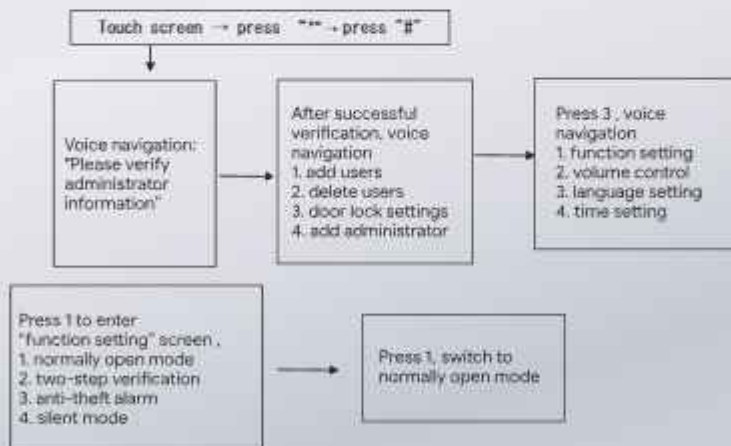 Touch screen → press "*" → press "#"
Voice navigation:
"Please verify
administrator
information"
After successful
verification, voice
navigation
1. add users
2. delete users
3. door lock settings
4. add administrator
Press 3 , voice
navigation
1. function setting
2. volume control
3. language setting
4. time setting
Press 1 to enter
"function setting" screen ,
1. normally open mode
2. two-step verification
3. anti-theft alarm
4. silent mode
Press 1, switch to
normally open mode